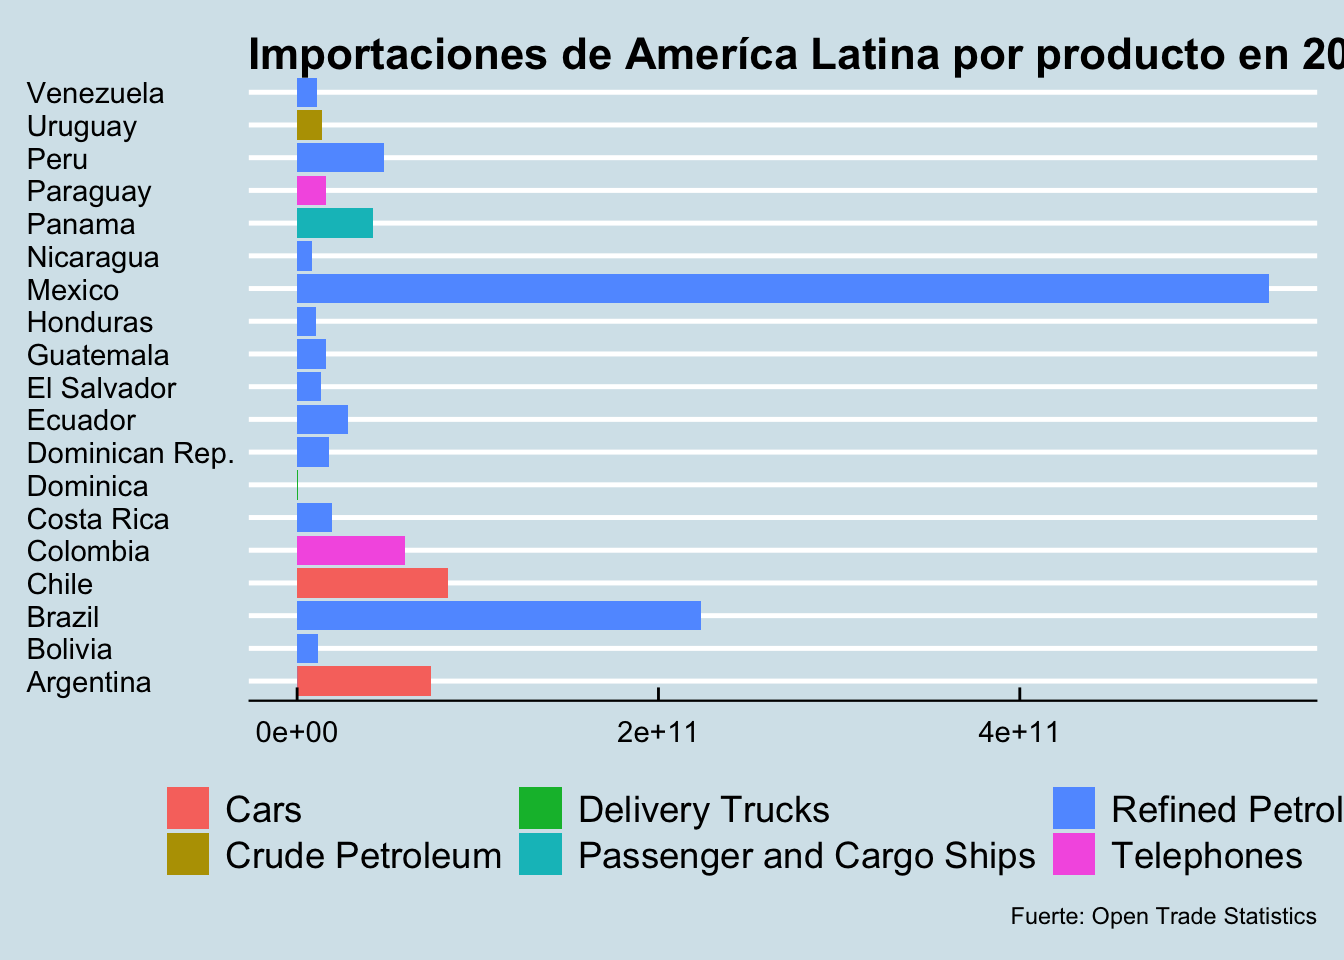 Importaciones de Ameríca Latina por producto en 20
Venezuela
Uruguay
Peru
Paraguay
Panama
Nicaragua
Mexico
Honduras
Guatemala
El Salvador
Ecuador
Dominican Rep.
Dominica
Costa Rica
Colombia
Chile
Brazil
Bolivia
Argentina
0e+00 2e+11 4e+11
Cars Delivery Trucks Refined Petrol
Crude Petroleum Passenger and Cargo Ships Telephones
Fuerte: Open Trade Statistics